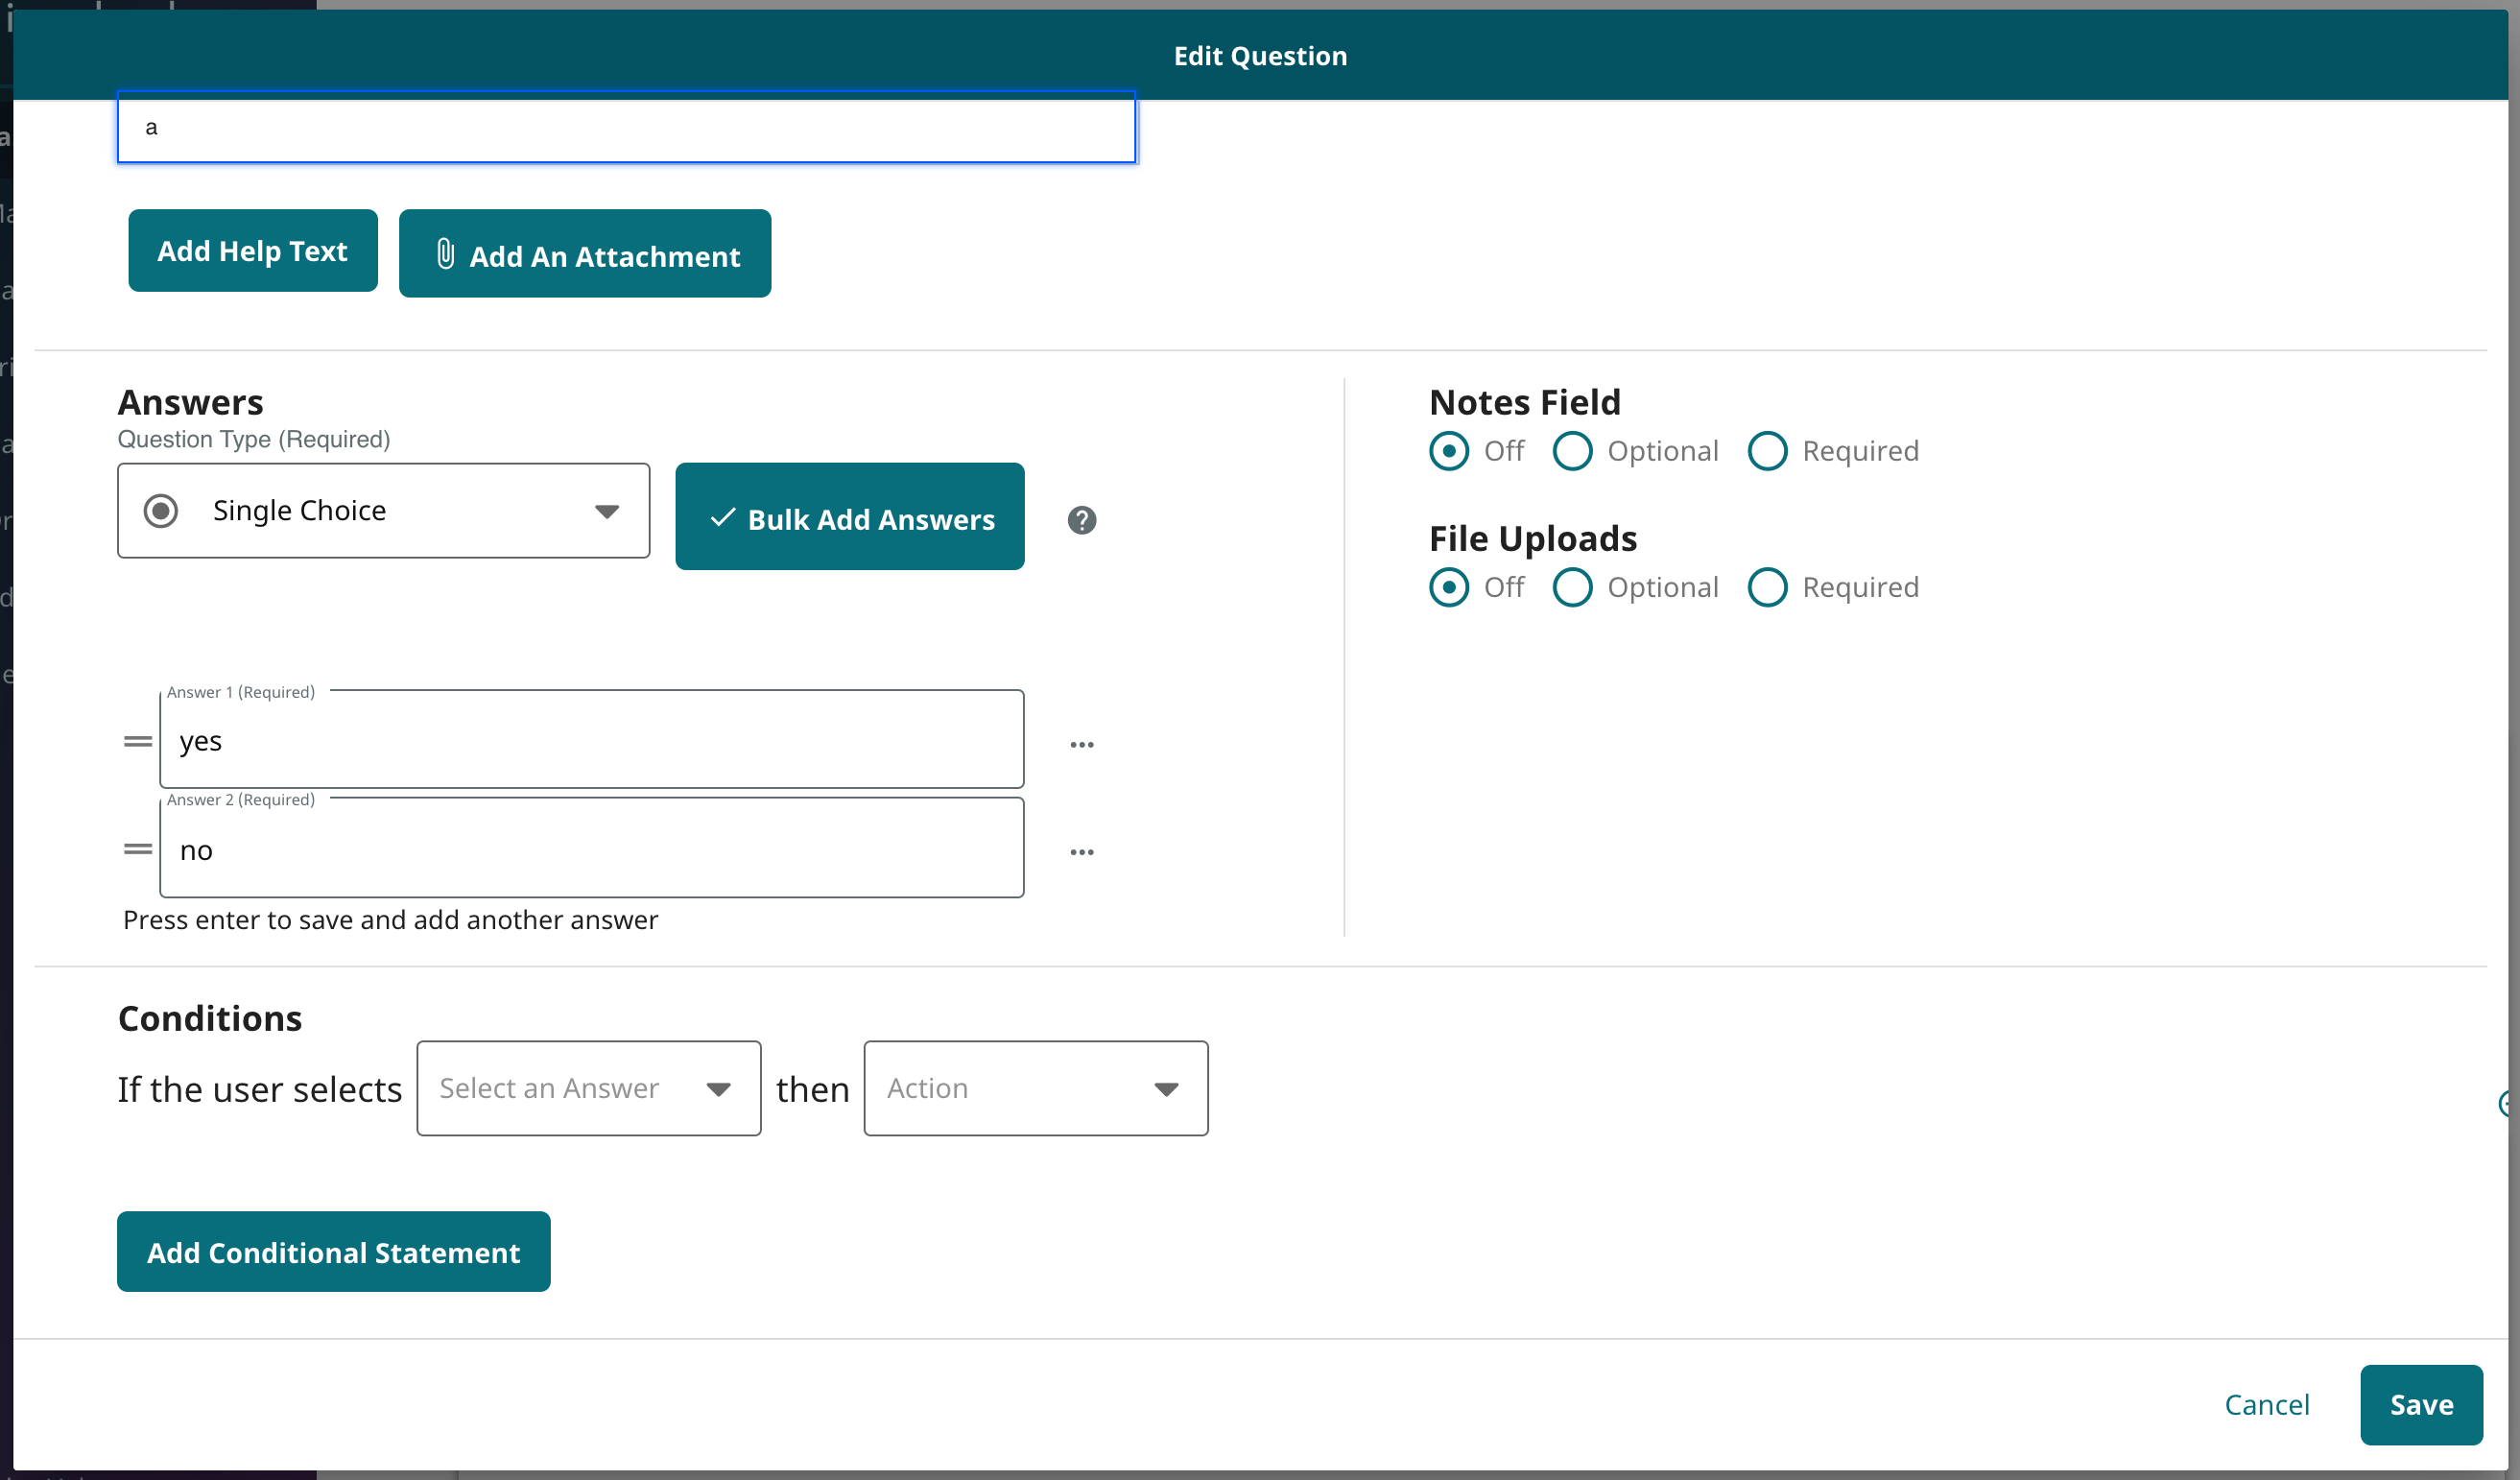 Edit Question
a
Add Help Text
Add An Attachment
Answers
Question Type (Required)
Single Choice
Bulk Add Answers
?
Answer 1 (Required)
yes
...
Answer 2 (Required)
no
...
Press enter to save and add another answer
Notes Field
Off Optional Required
File Uploads
Off Optional Required
Conditions
If the user selects Select an Answer then Action
Add Conditional Statement
Cancel Save